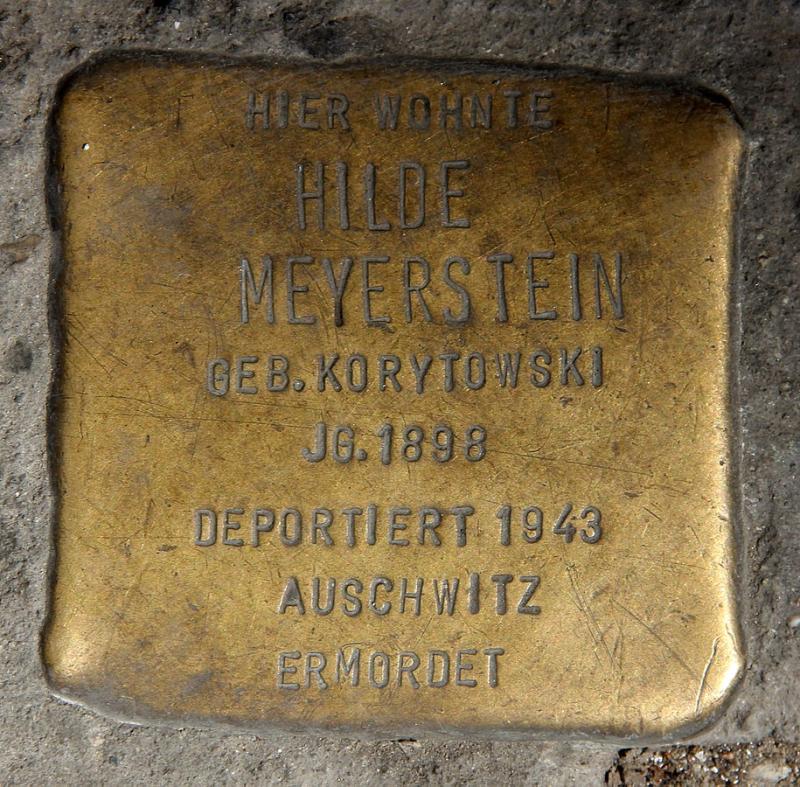 HIER WOHNTE
HILDE
MEYERSTEIN
GEB. KORYTOWSKI
JG. 1898
DEPORTIERT 1943
AUSCHWITZ
ERMORDET